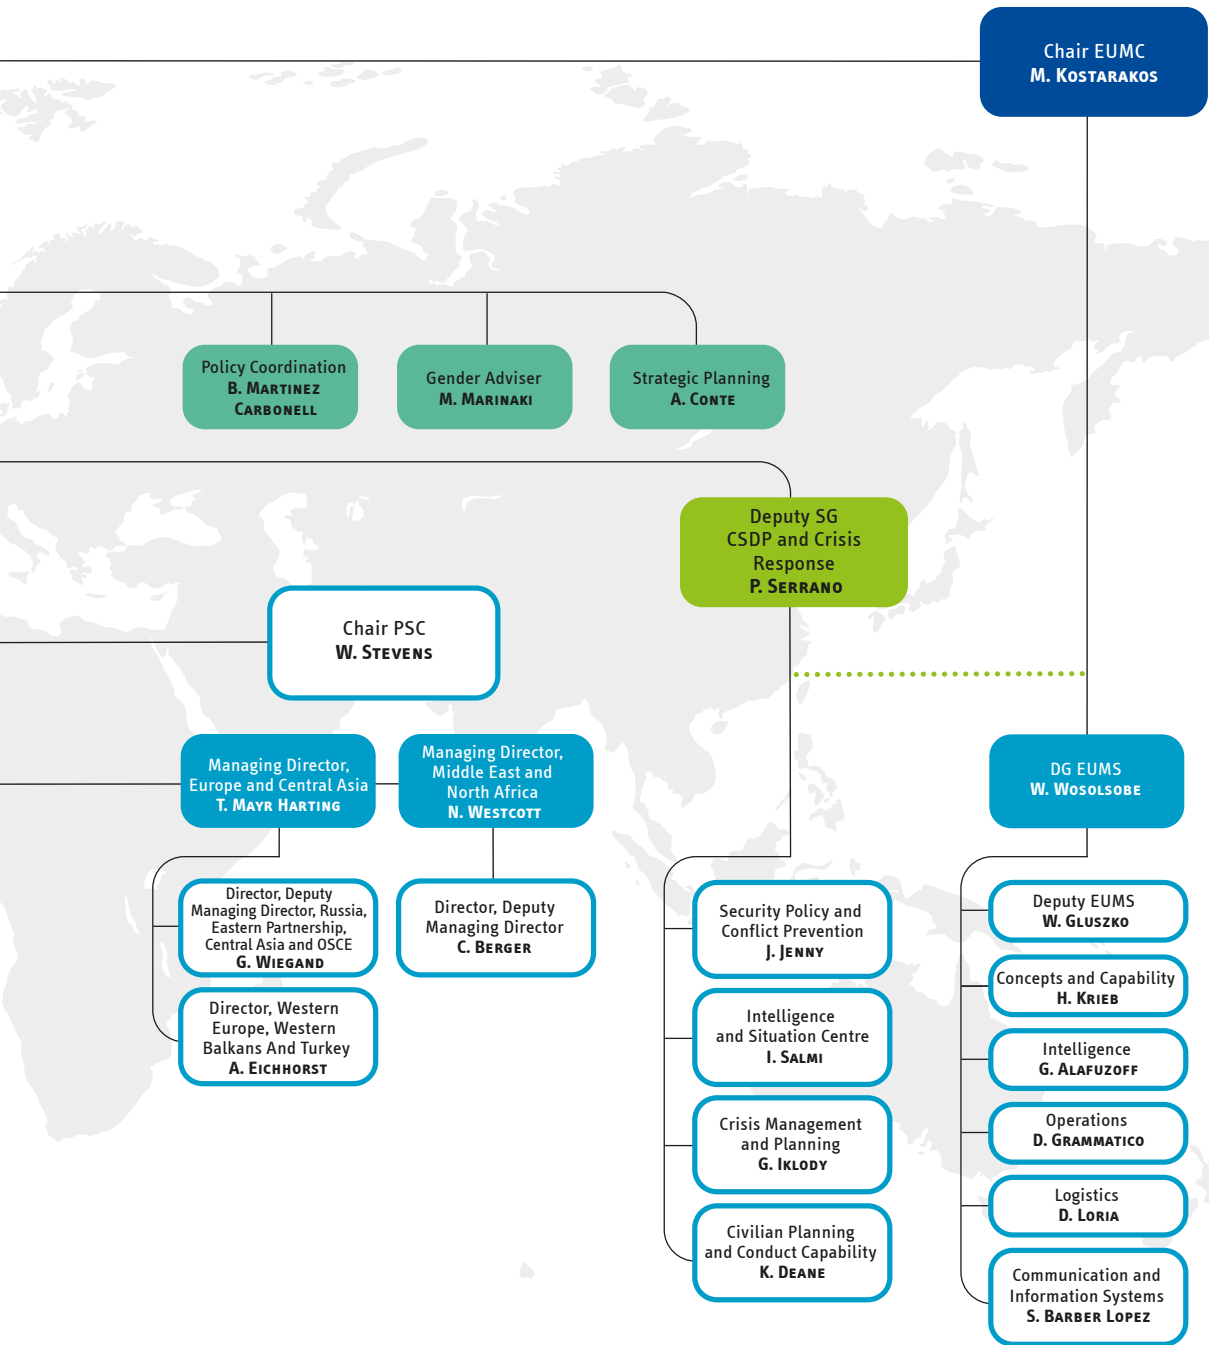 Chair EUMC
M. Kostarakos
Policy Coordination
B. Martinez
Carbonell
Gender Adviser
M. Marinaki
Strategic Planning
A. Conte
Deputy SG
CSDP and Crisis
Response
P. Serrano
Chair PSC
W. Stevens
Managing Director,
Europe and Central Asia
T. Mayr Harting
Managing Director,
Middle East and
North Africa
N. Westcott
DG EUMS
W. Wosolsobe
Director, Deputy
Managing Director, Russia,
Eastern Partnership,
Central Asia and OSCE
G. Wiegand
Director, Western
Europe, Western
Balkans And Turkey
A. Eichhorst
Director, Deputy
Managing Director
C. Berger
Security Policy and
Conflict Prevention
J. Jenny
Intelligence
and Situation Centre
I. Salmi
Crisis Management
and Planning
G. Iklody
Civilian Planning
and Conduct Capability
K. Deane
Deputy EUMS
W. Gluszko
Concepts and Capability
H. Krieb
Intelligence
G. Alafuzoff
Operations
D. Grammatico
Logistics
D. Loria
Communication and
Information Systems
S. Barber Lopez